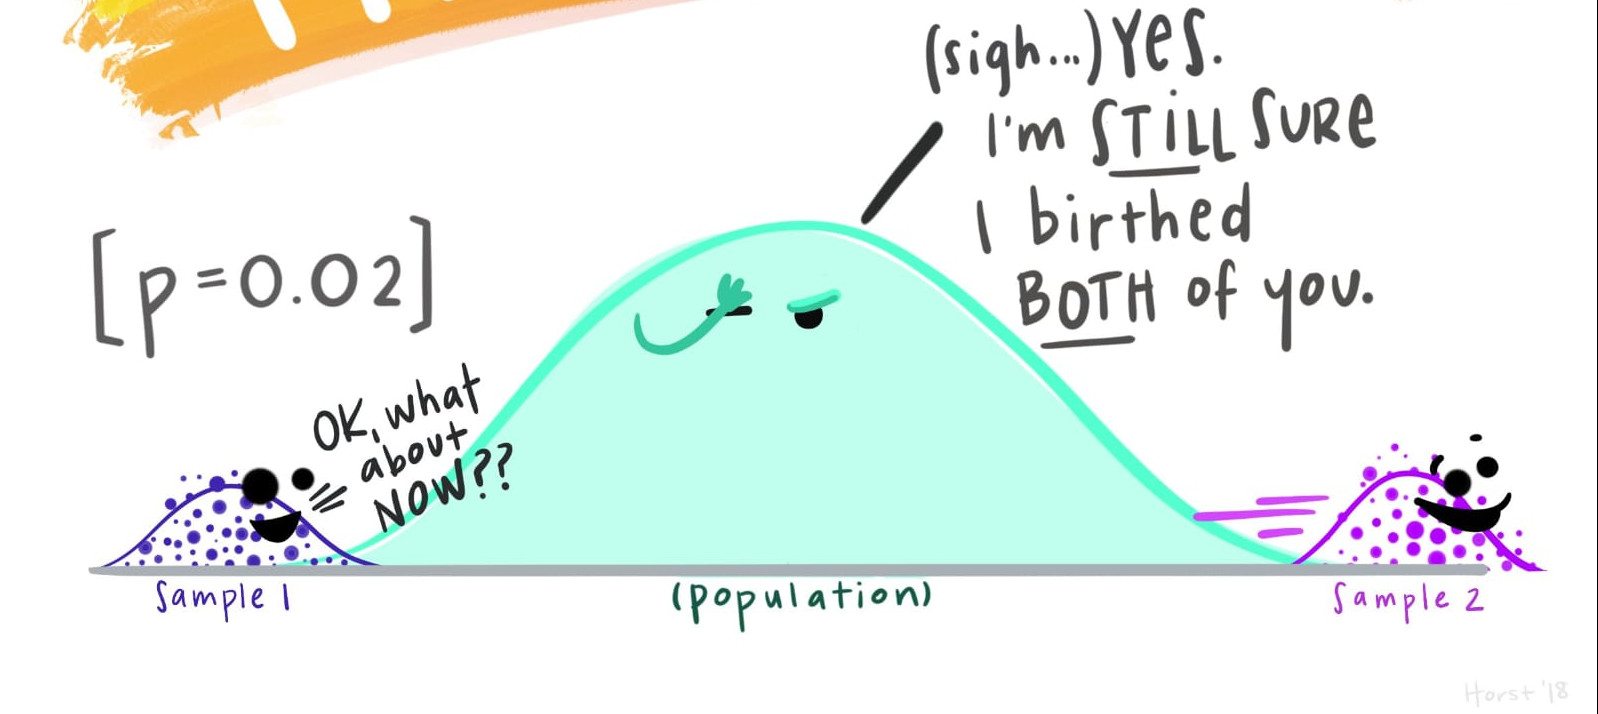 (sigh...) Yes.
I'm STILL SURE
I birthed
BOTH of you.
[p=0.02]
OK, what
about
NOW??
Sample 1
(population)
Sample 2
Horst '18